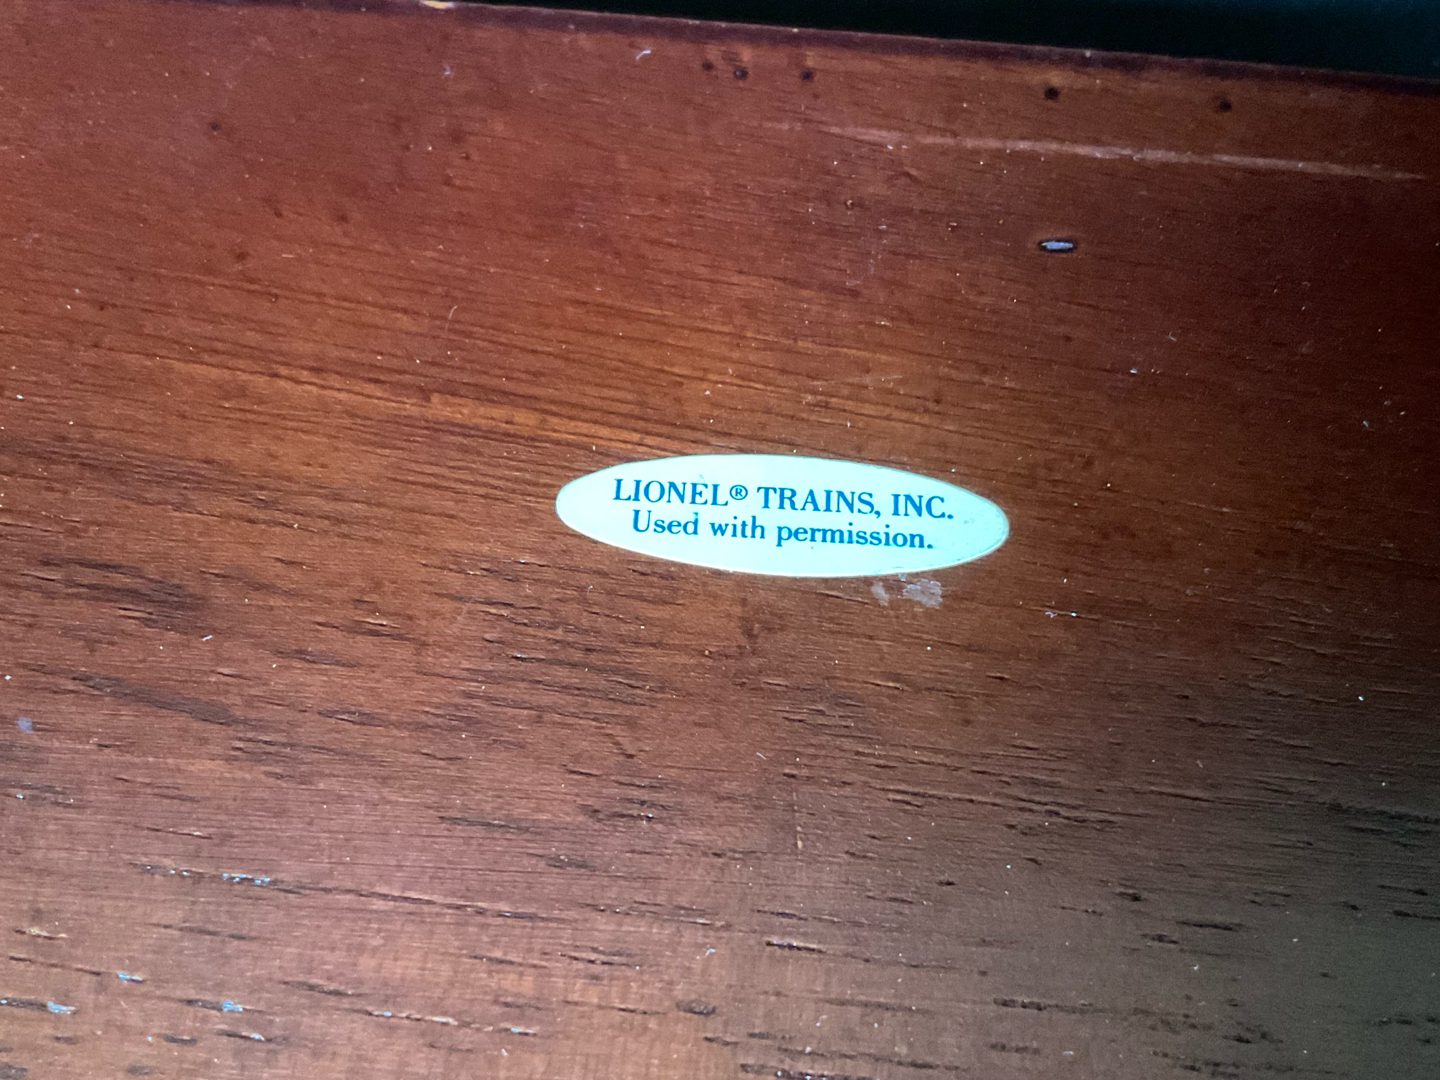 LIONEL® TRAINS, INC.
Used with permission.